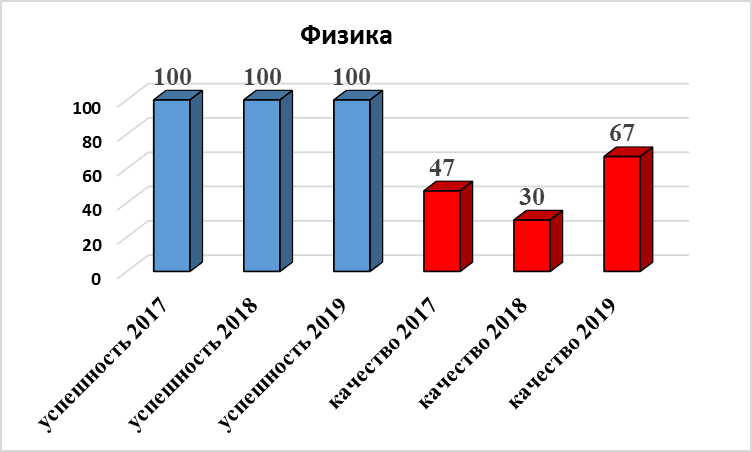 Физика
100 100 100
47
30
67
100
80
60
40
20
0
успешность 2017
успешность 2018
успешность 2019
качество 2017
качество 2018
качество 2019